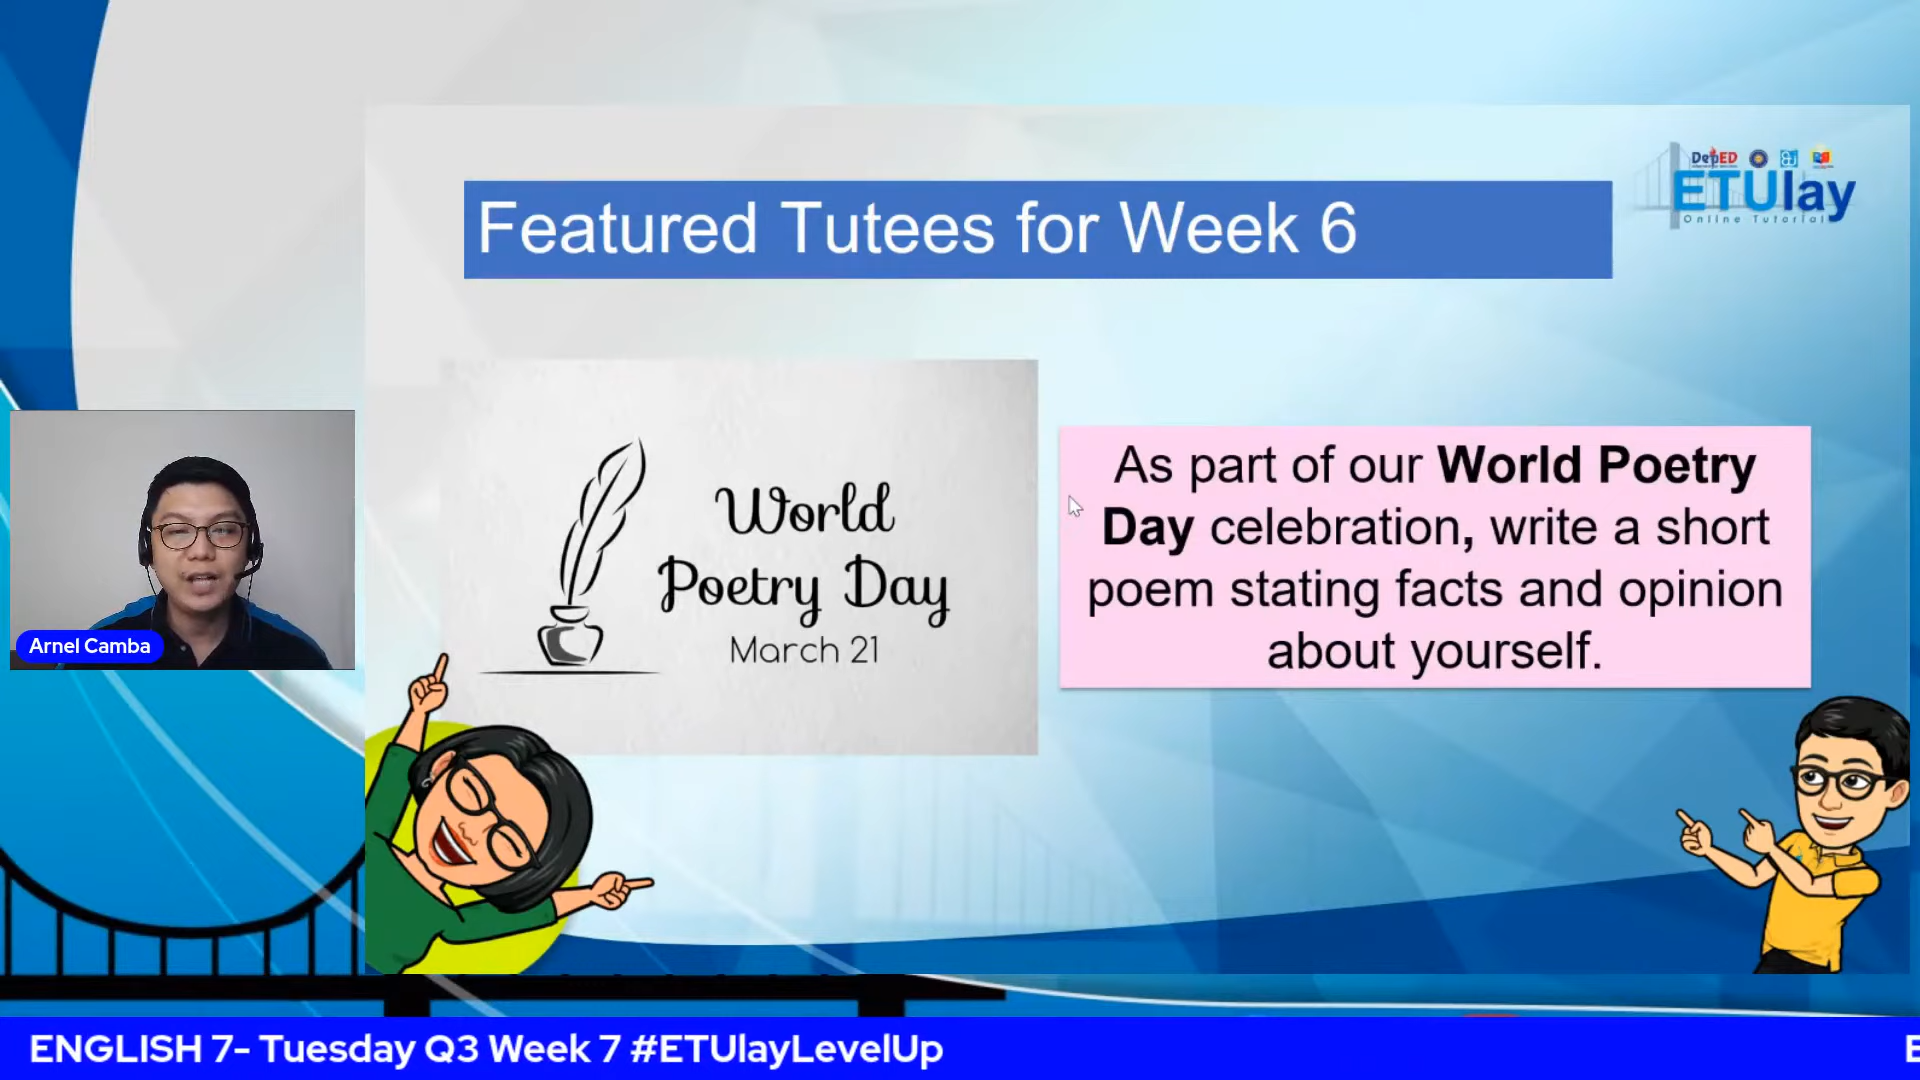 DepED
ETUlay
Online Tutorial
Featured Tutees for Week 6
World
Poetry Day
March 21
As part of our World Poetry
Day celebration, write a short
poem stating facts and opinion
about yourself.
Arnel Camba
ENGLISH 7- Tuesday Q3 Week 7 #ETUlayLevelUp
E